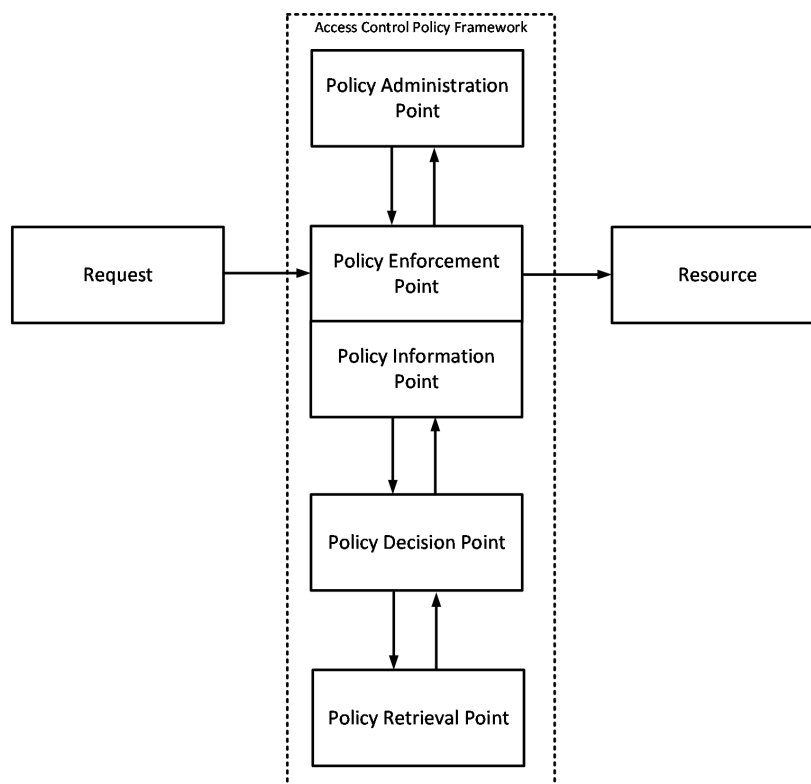 Access Control Policy Framework
Policy Administration
Point
Request
Policy Enforcement
Point
Resource
Policy Information
Point
Policy Decision Point
Policy Retrieval Point